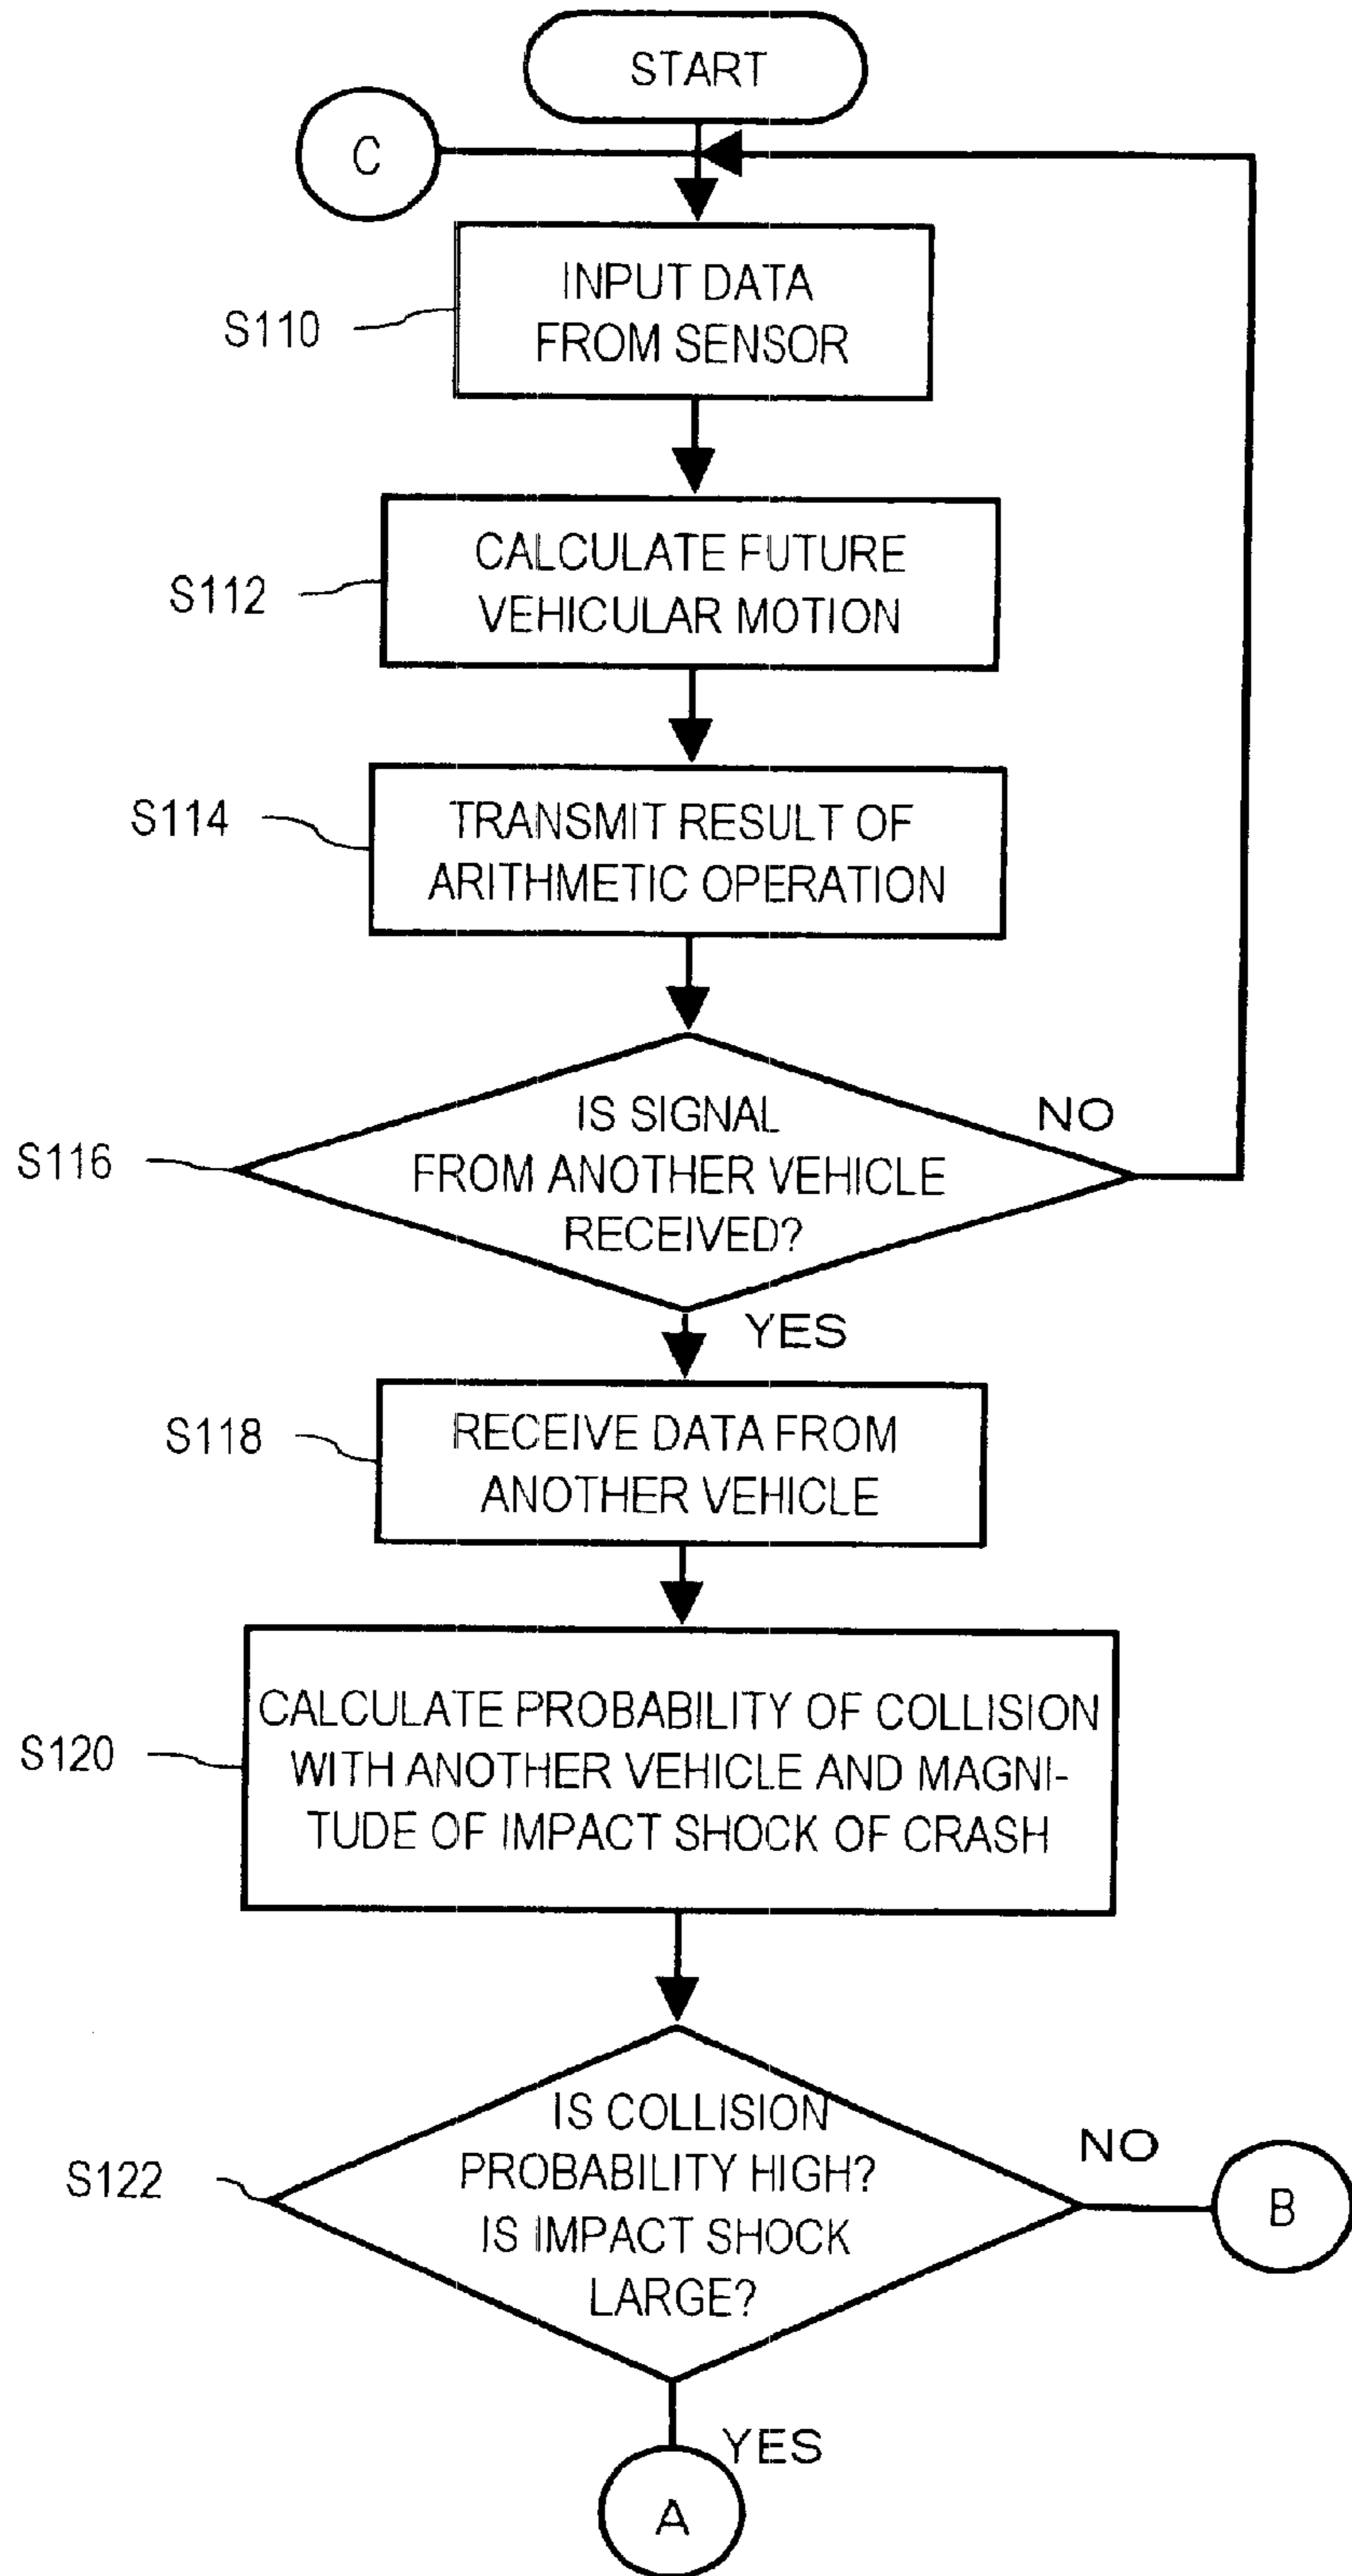 START
C
INPUT DATA
FROM SENSOR
S110
CALCULATE FUTURE
VEHICULAR MOTION
S112
TRANSMIT RESULT OF
ARITHMETIC OPERATION
S114
IS SIGNAL
FROM ANOTHER VEHICLE
RECEIVED?
S116
NO
YES
RECEIVE DATA FROM
ANOTHER VEHICLE
S118
CALCULATE PROBABILITY OF COLLISION
WITH ANOTHER VEHICLE AND MAGNI-
TUDE OF IMPACT SHOCK OF CRASH
S120
IS COLLISION
PROBABILITY HIGH?
IS IMPACT SHOCK
LARGE?
S122
NO
B
YES
A